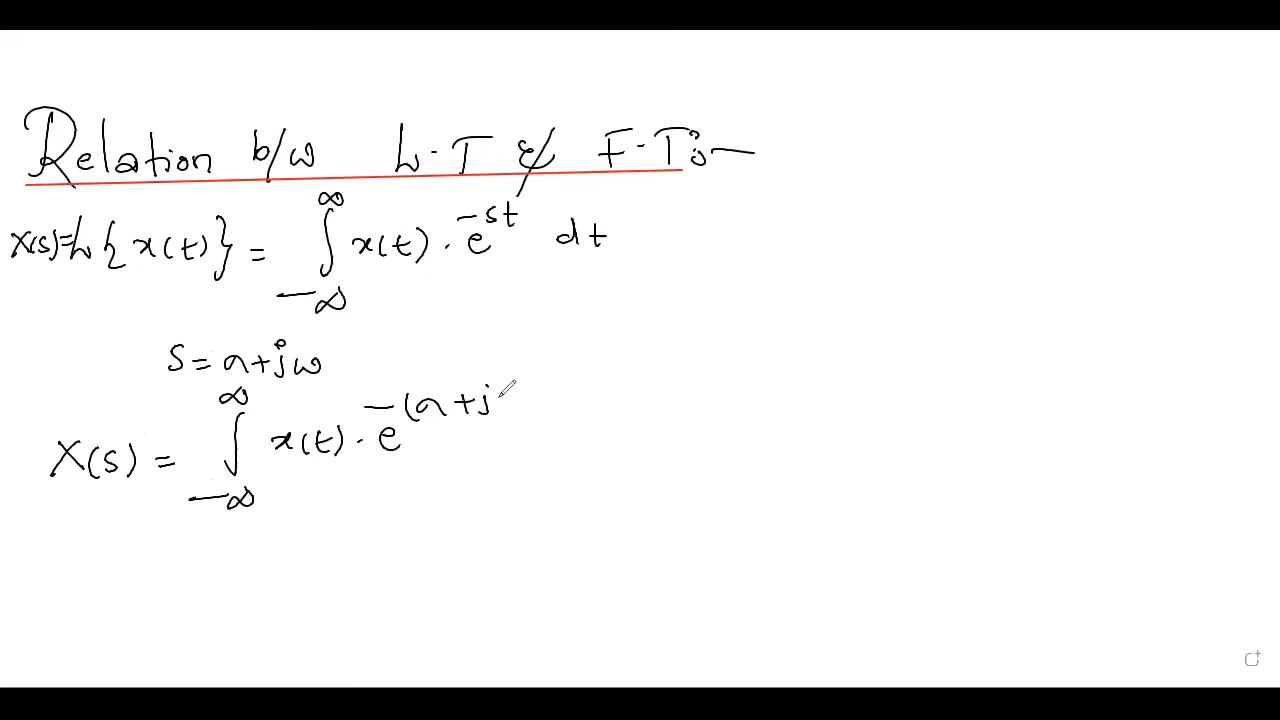 Relation b/w L.T & F.T:-
X(s)=L{x(t)} = ∫_{-∞}^{∞} x(t) . e^{-st} dt
s = a+jω
X(s) = ∫_{-∞}^{∞} x(t) . e^{-(a+j